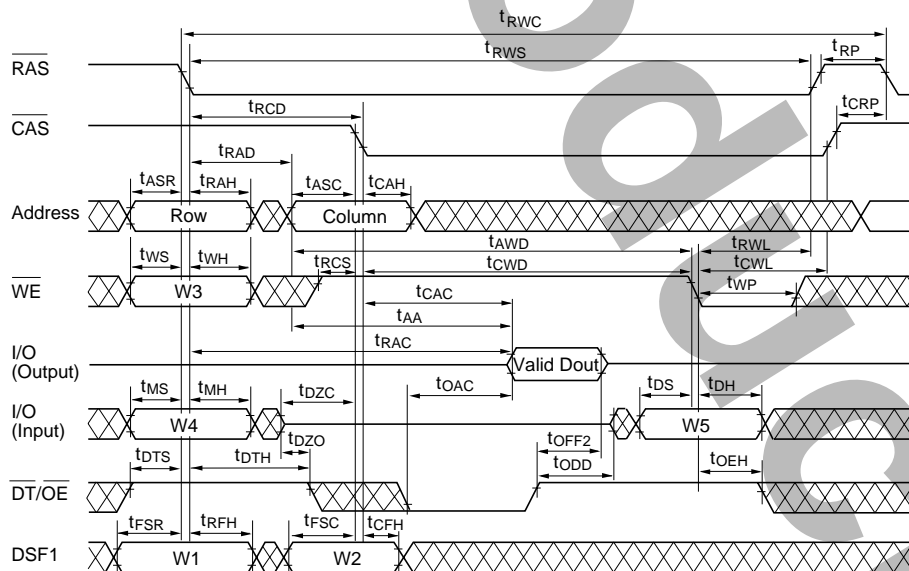 tRWC
tRWS
tRP
RAS
tRCD
tCRP
CAS
tRAD
tASR tRAH tASC tCAH
Address Row Column
tAWD tRWL
tWS tWH tRCS tCWD tCWL
WE W3 tWP
tCAC
tAA
tRAC
I/O
(Output) Valid Dout
tMS tMH tDZC tOAC tDS tDH
I/O
(Input) W4 W5
tDZO
tDTS tDTH tOFF2
tODD tOEH
DT/OE
tFSR tRFH tFSC tCFH
DSF1 W1 W2